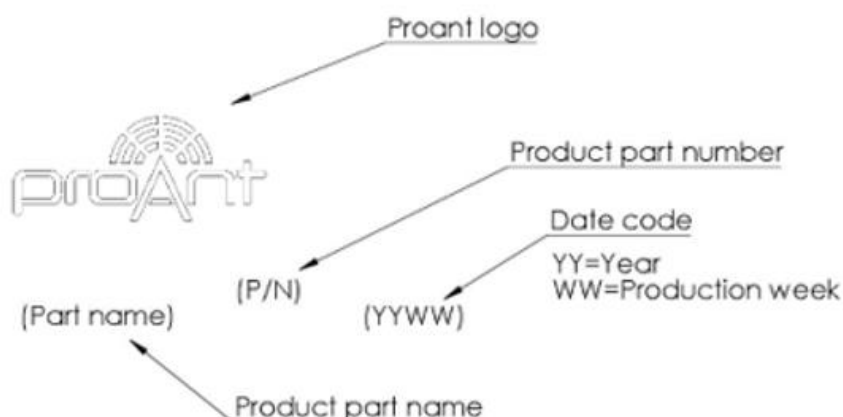 Proant logo
proAnt
Product part number
Date code
YY=Year
WW=Production week
(P/N)
(YYWW)
(Part name)
Product part name